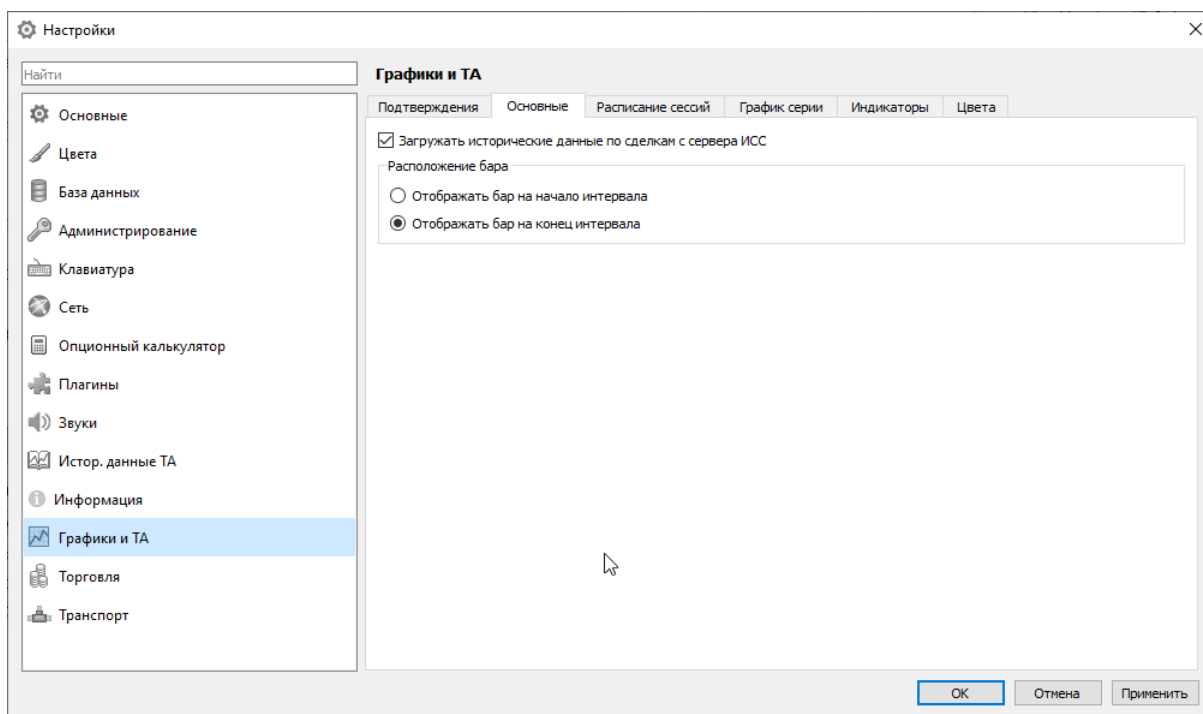 Настройки
Найти
Основные
Цвета
База данных
Администрирование
Клавиатура
Сеть
Опционный калькулятор
Плагины
Звуки
Истор. данные ТА
Информация
Графики и ТА
Торговля
Транспорт
Графики и ТА
Подтверждения Основные Расписание сессий График серии Индикаторы Цвета
Загружать исторические данные по сделкам с сервера ИСС
Расположение бара
Отображать бар на начало интервала
Отображать бар на конец интервала
OK Отмена Применить